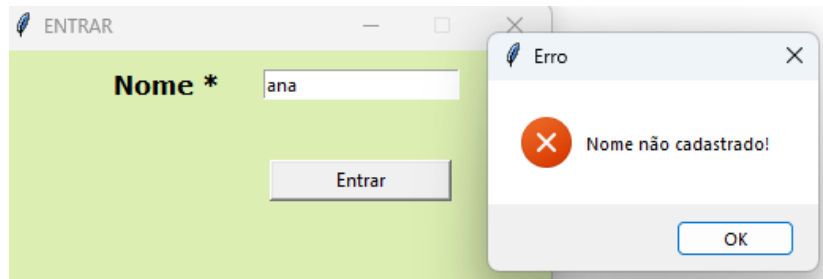 ENTRAR
Nome *
ana
Entrar
Erro
Nome não cadastrado!
OK